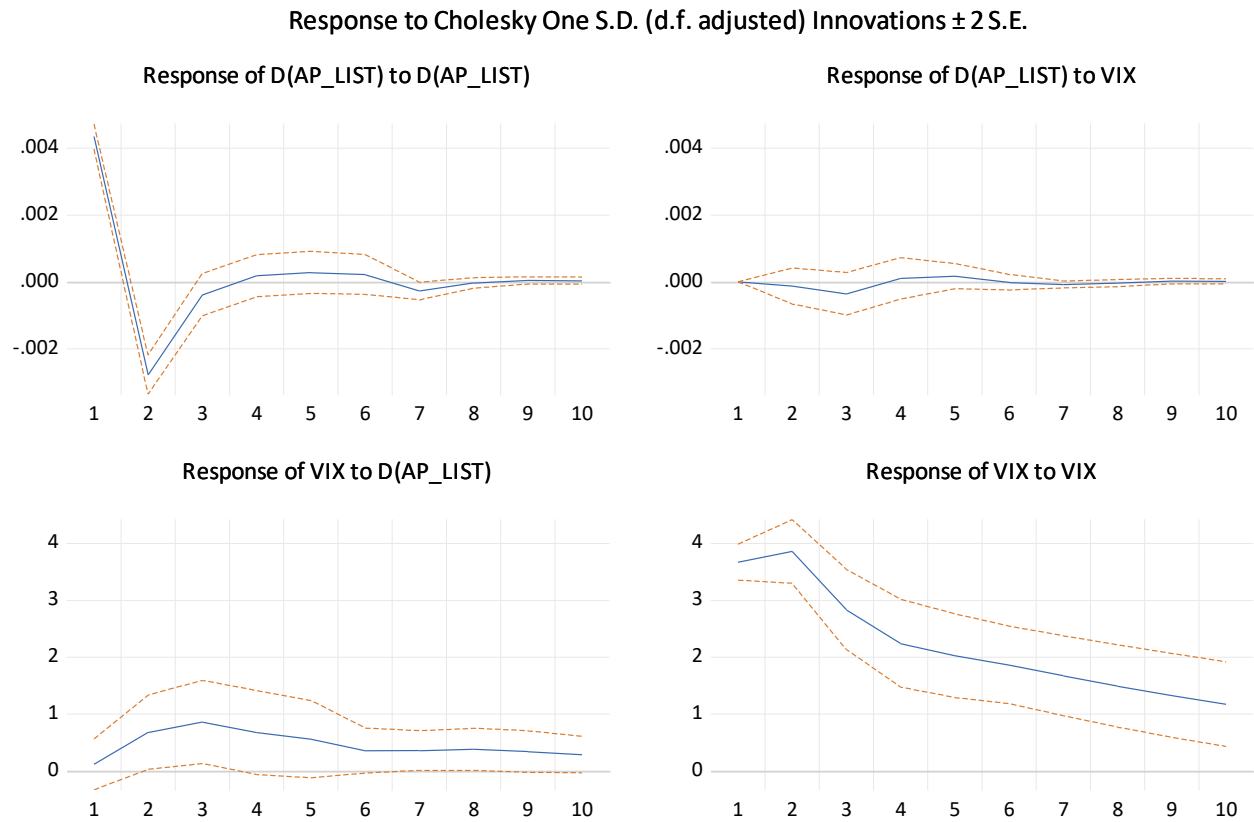 Response to Cholesky One S.D. (d.f. adjusted) Innovations ± 2 S.E.
Response of D(AP_LIST) to D(AP_LIST)
.004
.002
.000
-.002
1 2 3 4 5 6 7 8 9 10
Response of D(AP_LIST) to VIX
.004
.002
.000
-.002
1 2 3 4 5 6 7 8 9 10
Response of VIX to D(AP_LIST)
4
3
2
1
0
1 2 3 4 5 6 7 8 9 10
Response of VIX to VIX
4
3
2
1
0
1 2 3 4 5 6 7 8 9 10